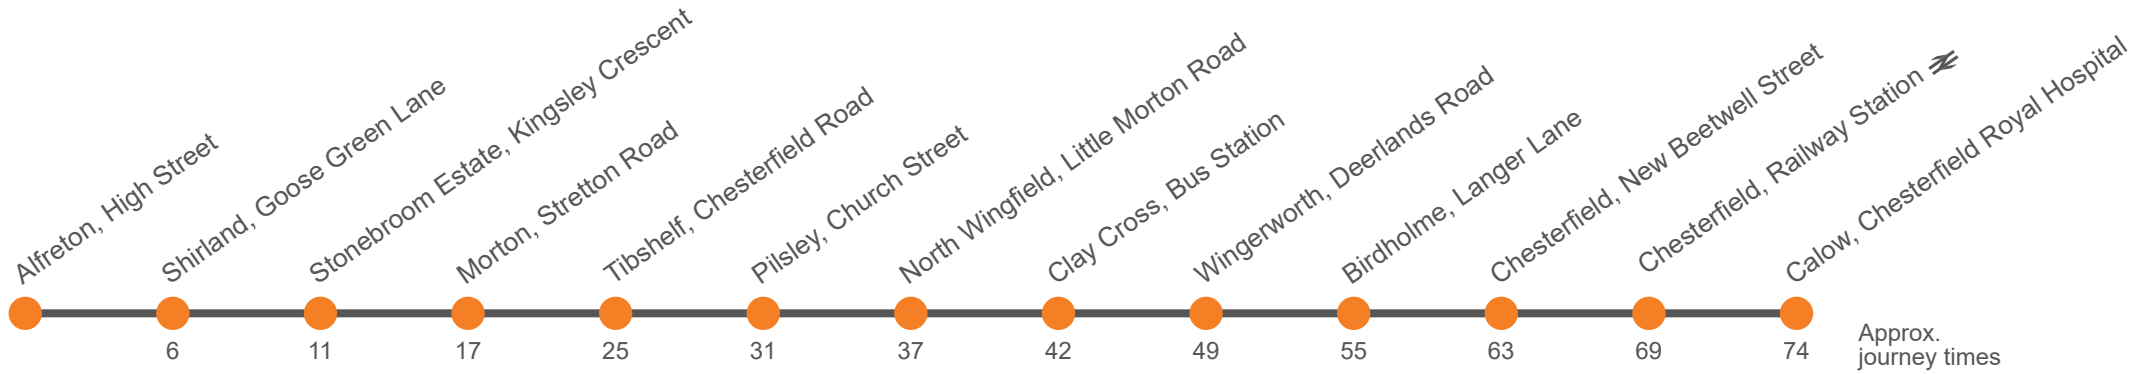 Alfreton, High Street
Shirland, Goose Green Lane
Stonebroom Estate, Kingsley Crescent
Morton, Stretton Road
Tibshelf, Chesterfield Road
Pilsley, Church Street
North Wingfield, Little Morton Road
Clay Cross, Bus Station
Wingerworth, Deerlands Road
Birdholme, Langer Lane
Chesterfield, New Beetwell Street
Chesterfield, Railway Station
Calow, Chesterfield Royal Hospital
6 11 17 25 31 37 42 49 55 63 69 74
Approx.
journey times